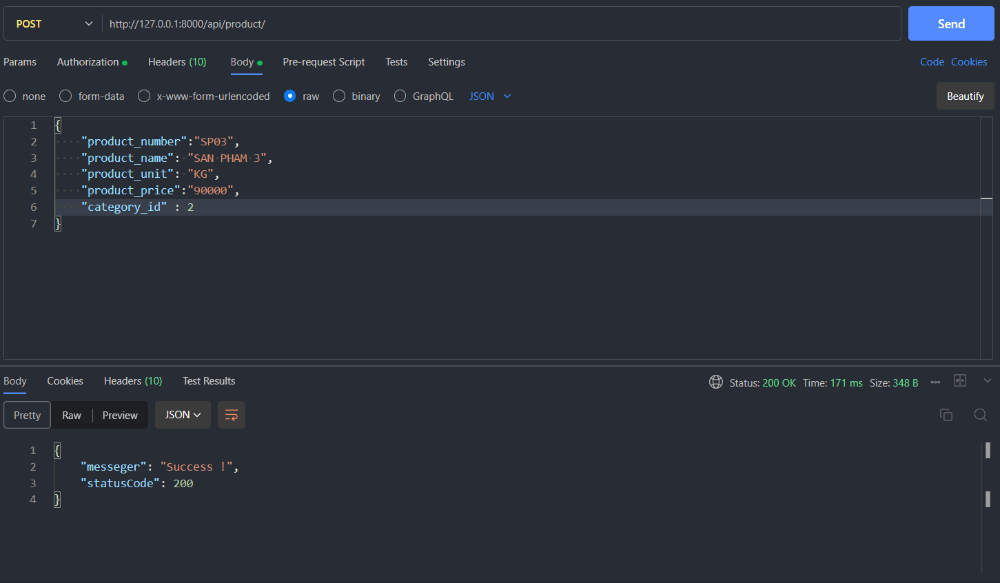 POST http://127.0.0.1:8000/api/product/ Send
Params Authorization Headers (10) Body Pre-request Script Tests Settings Code Cookies
none form-data x-www-form-urlencoded raw binary GraphQL JSON Beautify
1 {
2 ····"product_number":"SP03",
3 ····"product_name":·"SAN·PHAM·3",
4 ····"product_unit":·"KG",
5 ····"product_price":"90000",
6 ····"category_id"·:·2
7 }
Body Cookies Headers (10) Test Results Status: 200 OK Time: 171 ms Size: 348 B
Pretty Raw Preview JSON
1 {
2 "messeger": "Success !",
3 "statusCode": 200
4 }